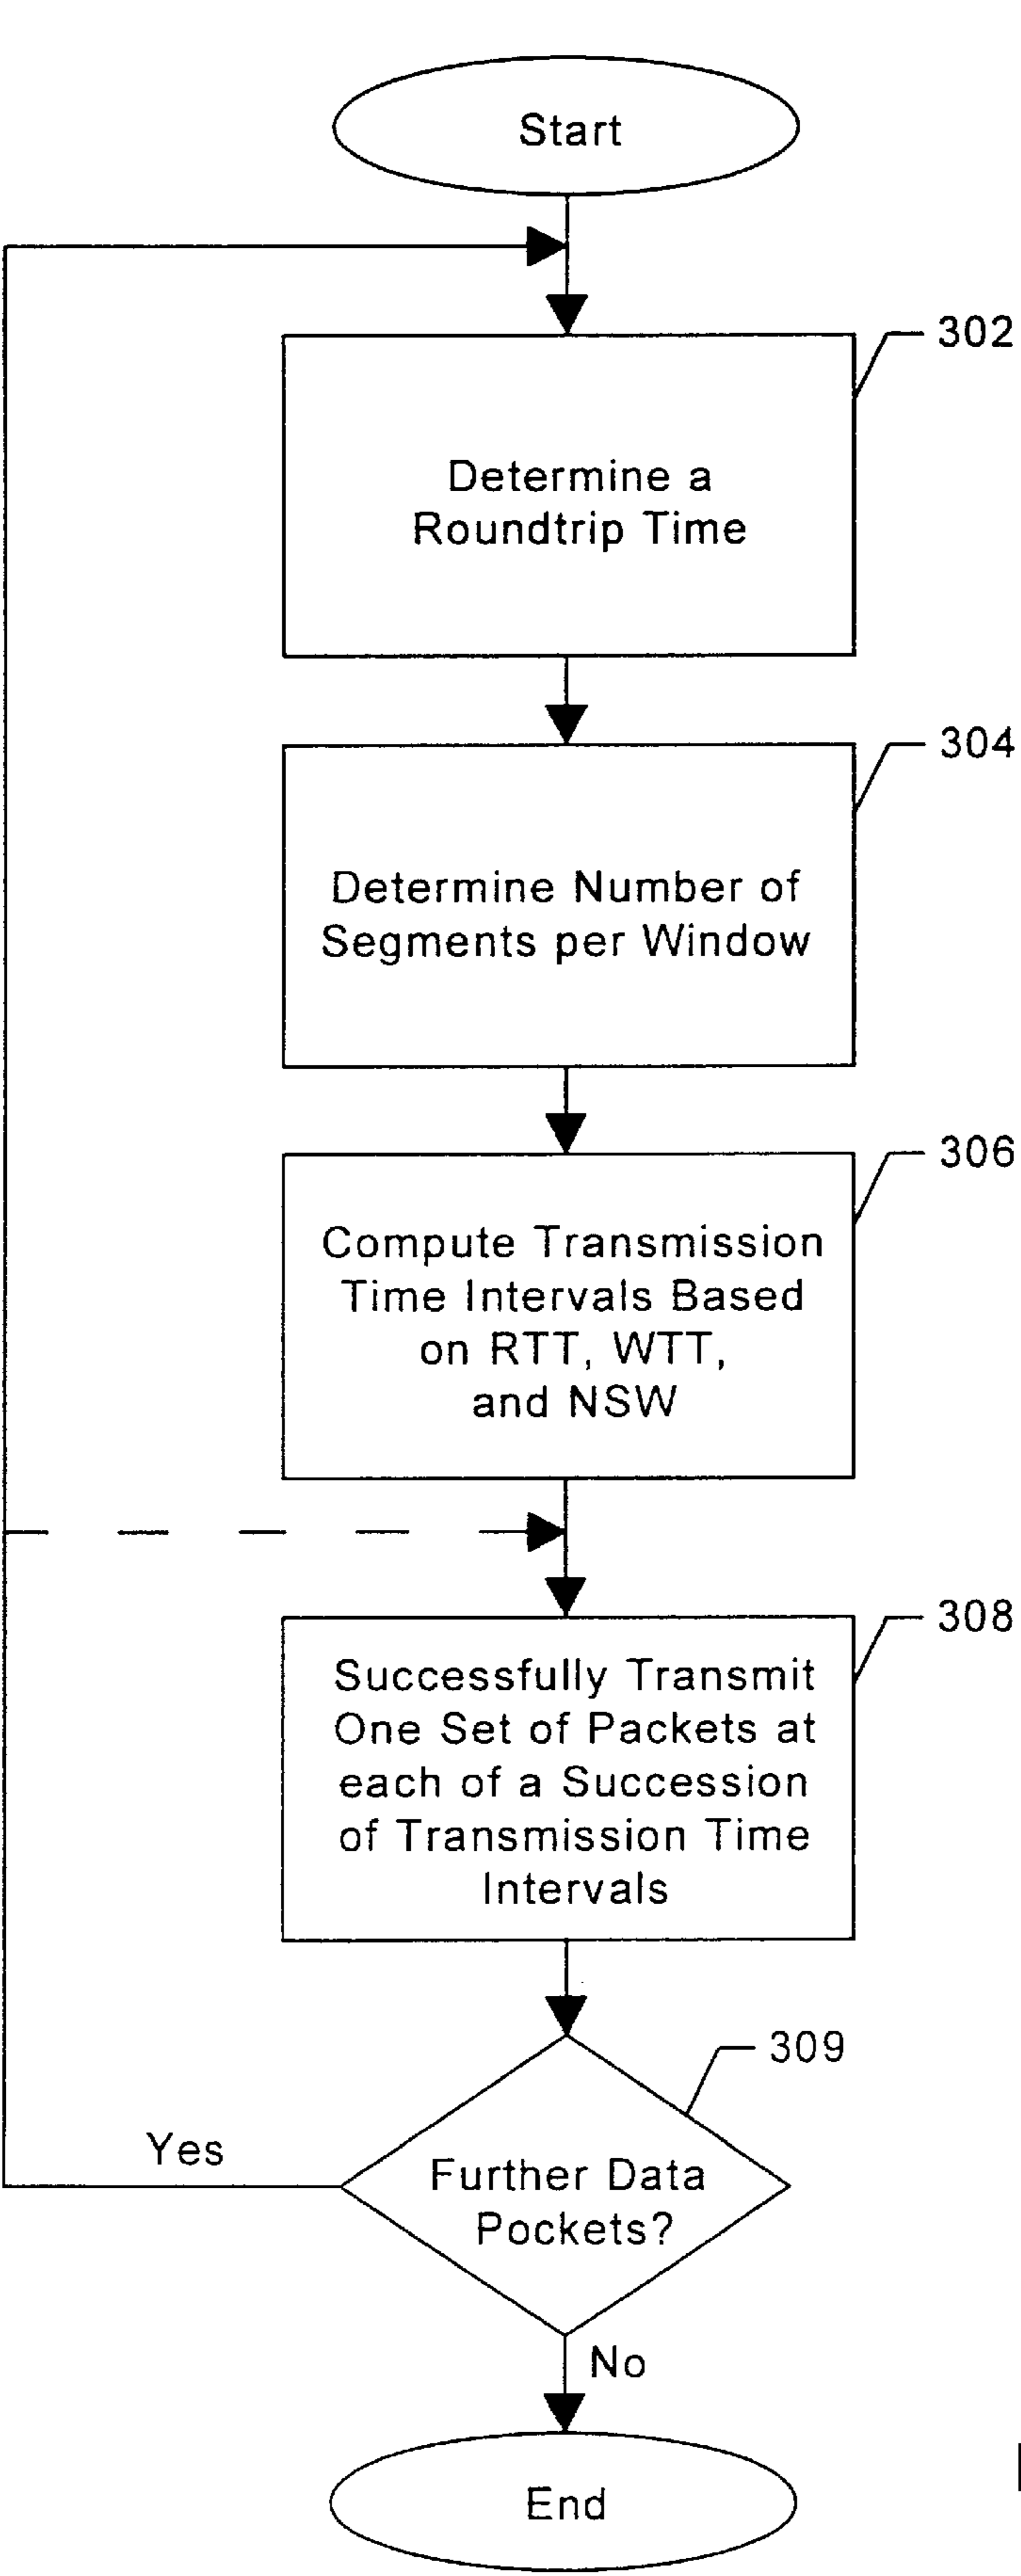 Start
302
Determine a
Roundtrip Time
304
Determine Number of
Segments per Window
306
Compute Transmission
Time Intervals Based
on RTT, WTT,
and NSW
308
Successfully Transmit
One Set of Packets at
each of a Succession
of Transmission Time
Intervals
309
Yes
Further Data
Pockets?
No
End